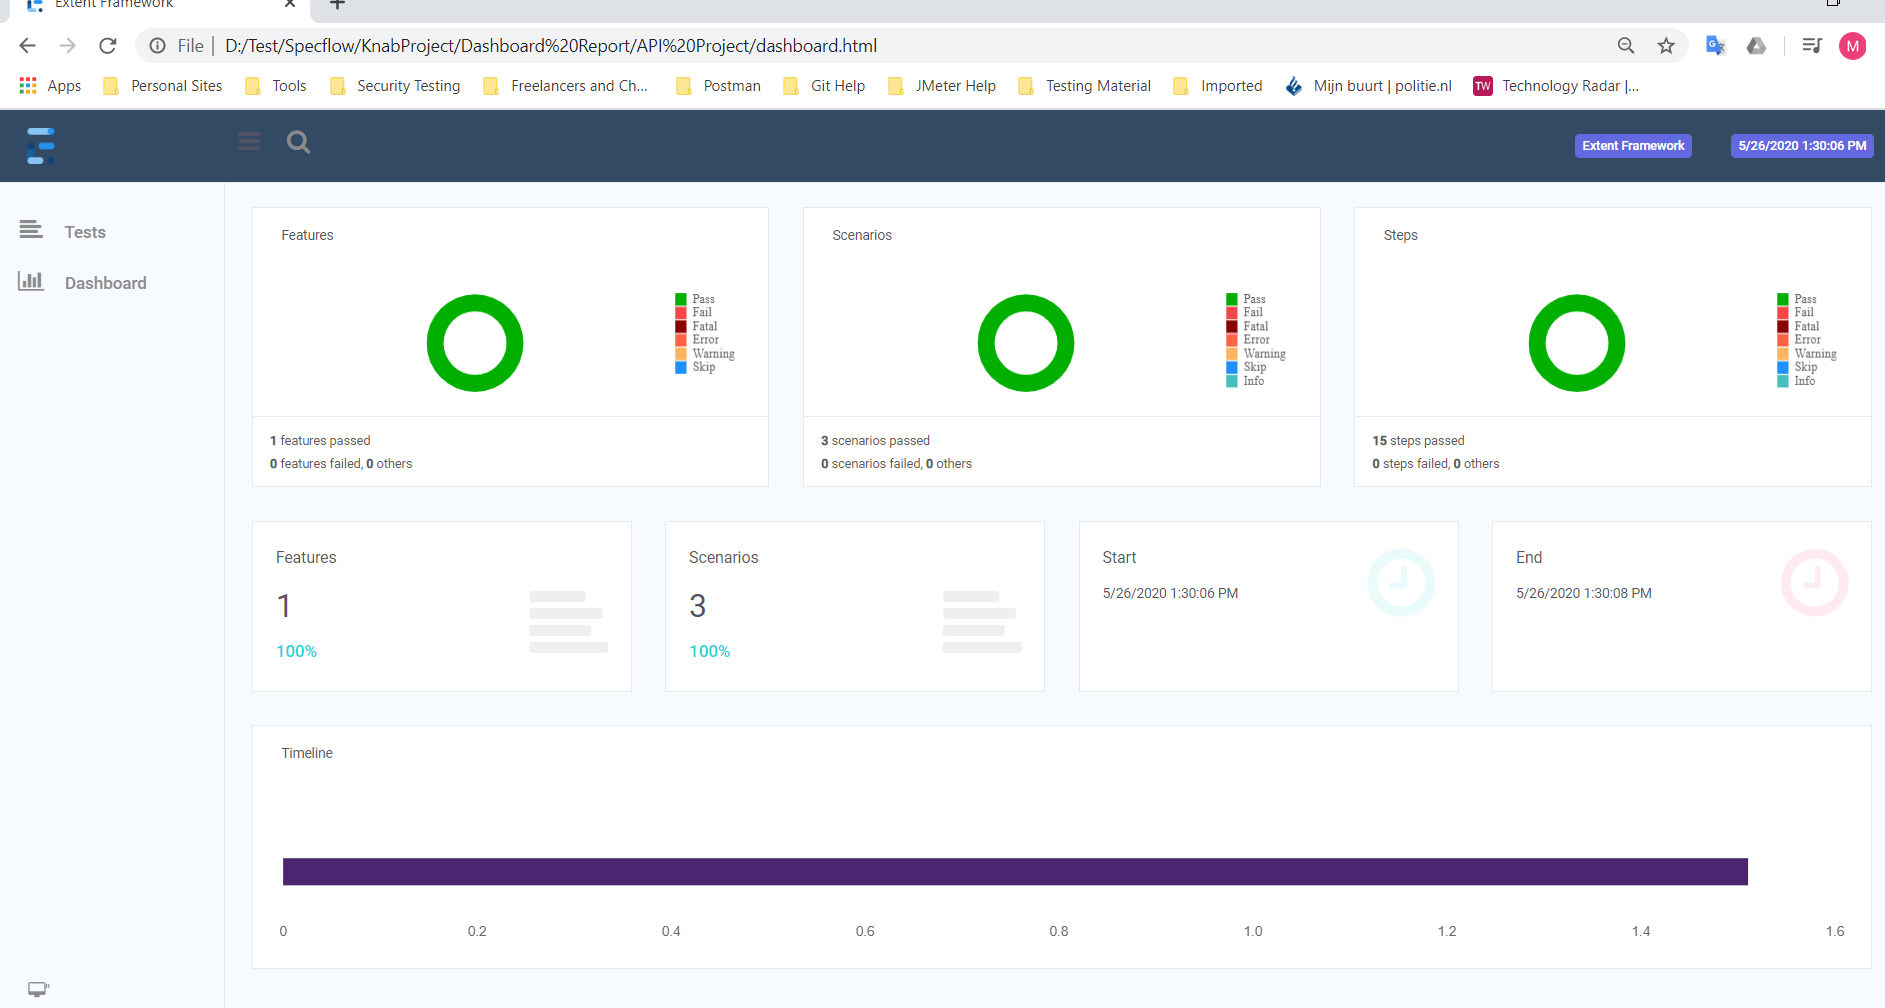 Extent Framework
File | D:/Test/Specflow/KnabProject/Dashboard%20Report/API%20Project/dashboard.html
M
Apps Personal Sites Tools Security Testing Freelancers and Ch... Postman Git Help JMeter Help Testing Material Imported Mijn buurt | politie.nl TW Technology Radar |...
Extent Framework 5/26/2020 1:30:06 PM
Tests
Dashboard
Features
Pass
Fail
Fatal
Error
Warning
Skip
1 features passed
0 features failed, 0 others
Scenarios
Pass
Fail
Fatal
Error
Warning
Skip
Info
3 scenarios passed
0 scenarios failed, 0 others
Steps
Pass
Fail
Fatal
Error
Warning
Skip
Info
15 steps passed
0 steps failed, 0 others
Features
1
100%
Scenarios
3
100%
Start
5/26/2020 1:30:06 PM
End
5/26/2020 1:30:08 PM
Timeline
0 0.2 0.4 0.6 0.8 1.0 1.2 1.4 1.6